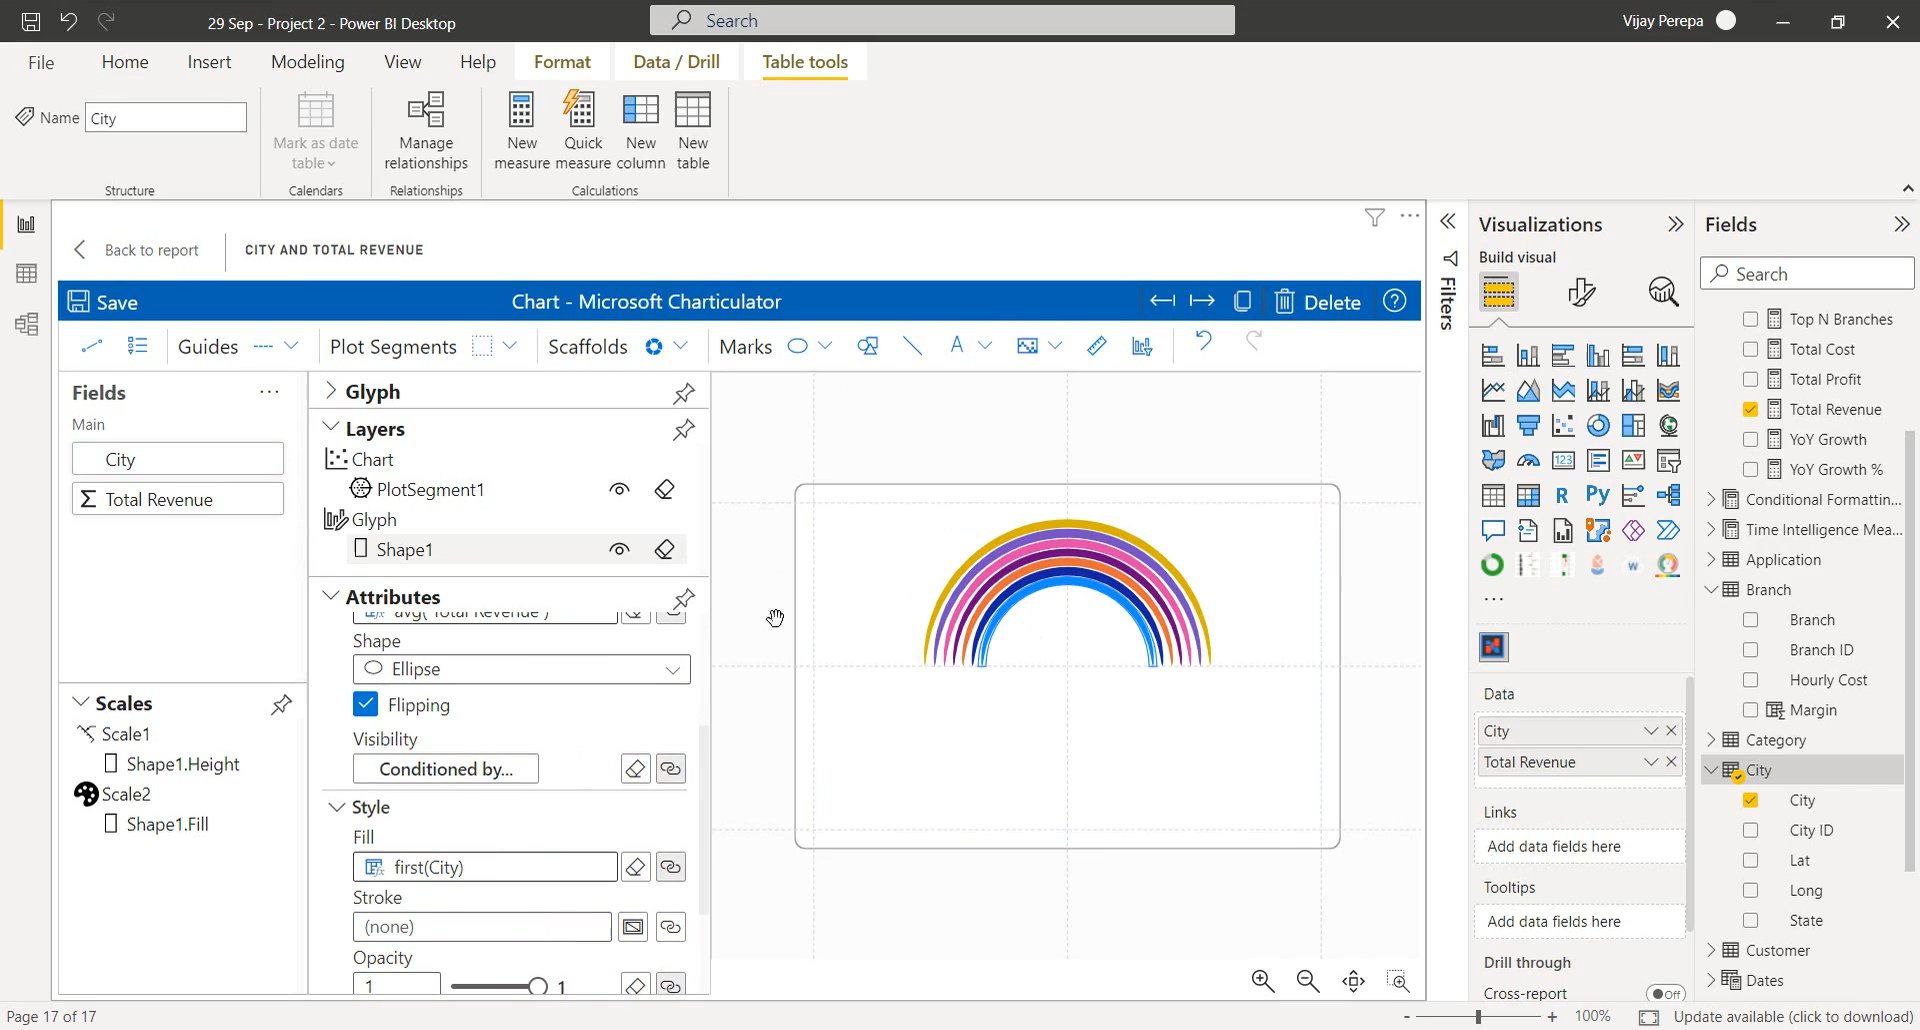 29 Sep - Project 2 - Power BI Desktop
Search
Vijay Perepa
File
Home
Insert
Modeling
View
Help
Format
Data / Drill
Table tools
Name
City
Mark as date
table
Manage
relationships
New
measure
Quick
measure
New
column
New
table
Structure
Calendars
Relationships
Calculations
Back to report
CITY AND TOTAL REVENUE
Save
Chart - Microsoft Charticulator
Delete
Guides
Plot Segments
Scaffolds
Marks
Fields
Main
City
Total Revenue
Scales
Scale1
Shape1.Height
Scale2
Shape1.Fill
Glyph
Layers
Chart
PlotSegment1
Glyph
Shape1
Attributes
avg(`Total Revenue`)
Shape
Ellipse
Flipping
Visibility
Conditioned by...
Style
Fill
first(City)
Stroke
(none)
Opacity
1
1
Filters
Visualizations
Build visual
123
R
Py
Data
City
Total Revenue
Links
Add data fields here
Tooltips
Add data fields here
Drill through
Cross-report
Off
Fields
Search
Top N Branches
Total Cost
Total Profit
Total Revenue
YoY Growth
YoY Growth %
Conditional Formattin...
Time Intelligence Mea...
Application
Branch
Branch
Branch ID
Hourly Cost
Margin
Category
City
City
City ID
Lat
Long
State
Customer
Dates
Page 17 of 17
100%
Update available (click to download)